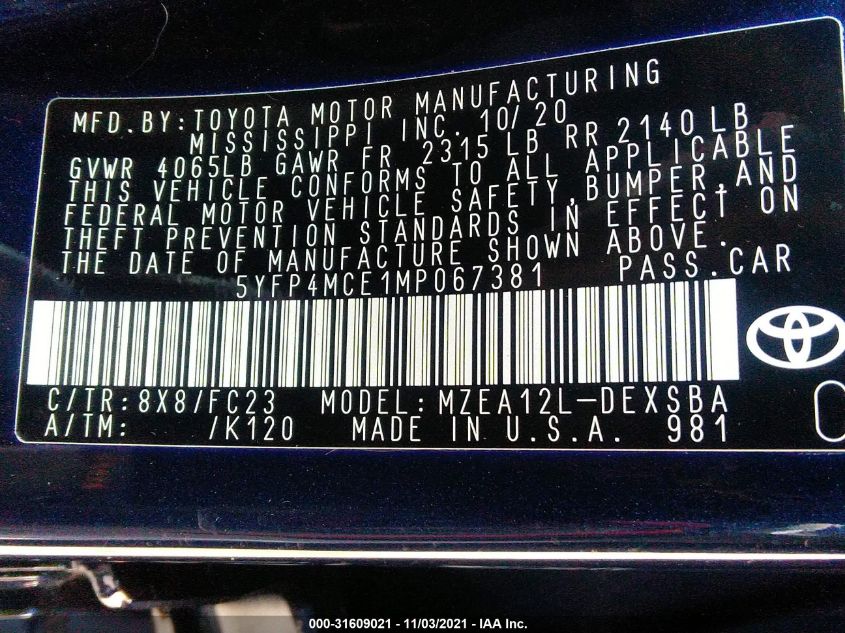 MFD.BY:TOYOTA MOTOR MANUFACTURING
MISSISSIPPI INC. 10/20
GVWR 4065LB GAWR FR 2315 LB RR 2140 LB
THIS VEHICLE CONFORMS TO ALL APPLICABLE
FEDERAL MOTOR VEHICLE SAFETY,BUMPER,AND
THEFT PREVENTION STANDARDS IN EFFECT ON
THE DATE OF MANUFACTURE SHOWN ABOVE.
5YFP4MCE1MP067381 PASS.CAR
C/TR:8X8/FC23 MODEL:MZEA12L-DEXSBA
A/TM: /K120 MADE IN U.S.A. 981
000-31609021 - 11/03/2021 - IAA Inc.